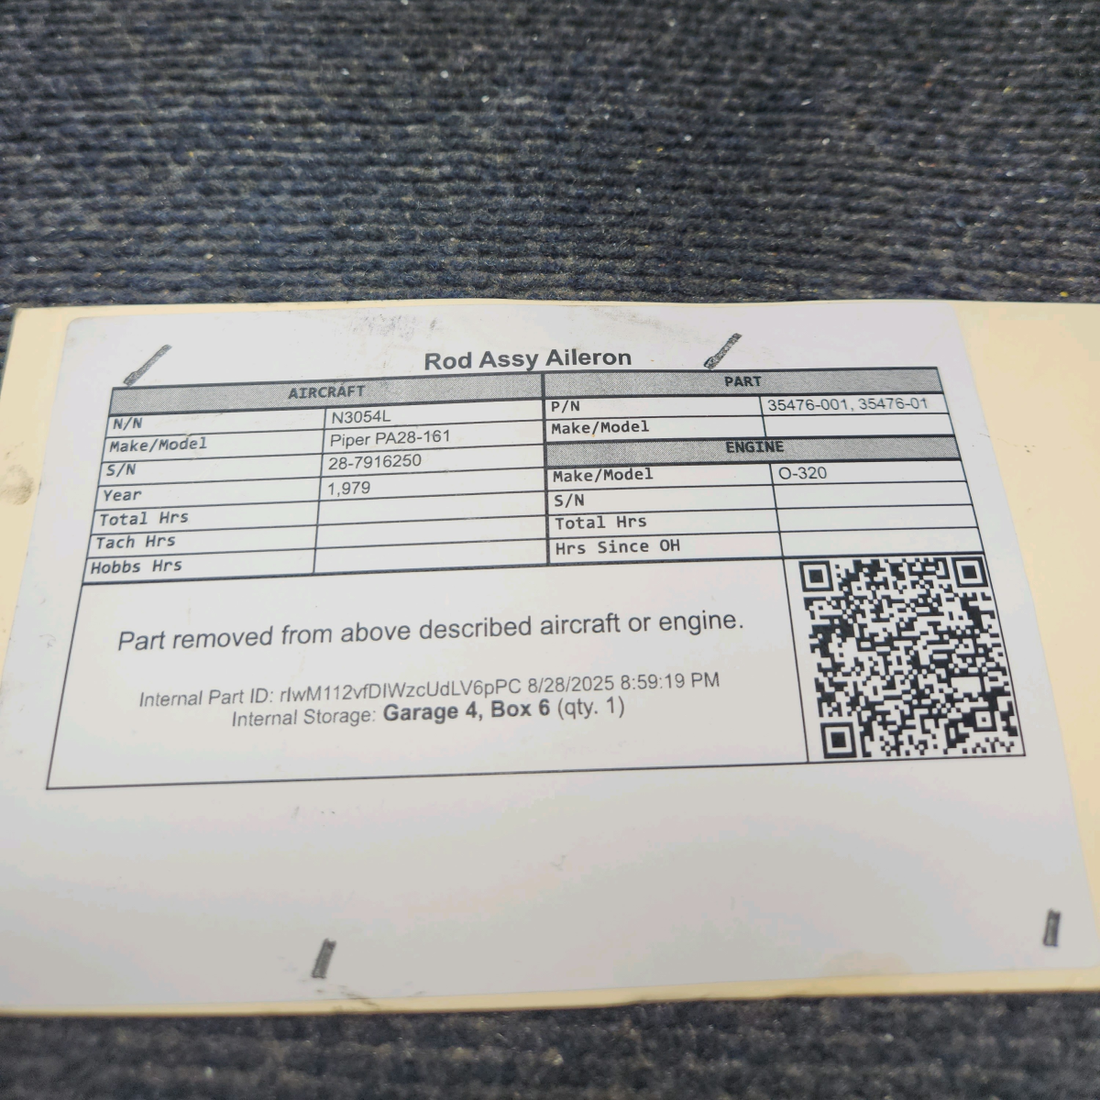 Rod Assy Aileron
AIRCRAFT
N/N N3054L
Make/Model Piper PA28-161
S/N 28-7916250
Year 1,979
Total Hrs
Tach Hrs
Hobbs Hrs
PART
P/N 35476-001, 35476-01
Make/Model
ENGINE
Make/Model O-320
S/N
Total Hrs
Hrs Since OH
Part removed from above described aircraft or engine.
Internal Part ID: rIwM112vfDIWzcUdLV6pPC 8/28/2025 8:59:19 PM
Internal Storage: Garage 4, Box 6 (qty. 1)